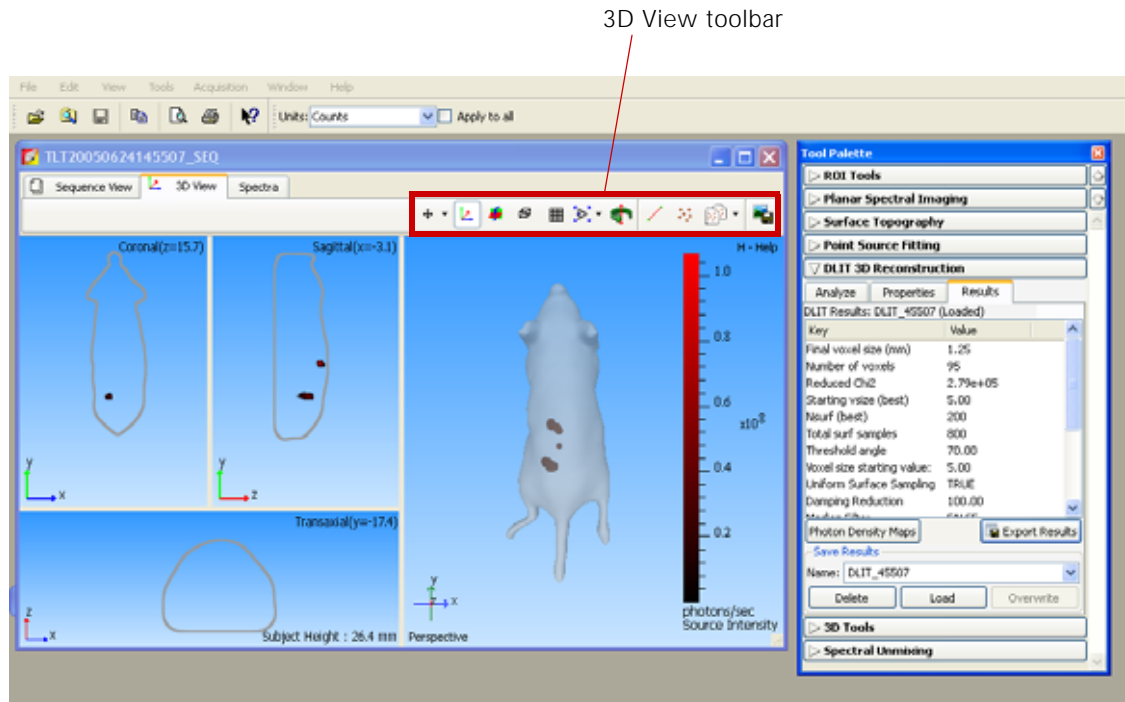 3D View toolbar
File Edit View Tools Acquisition Window Help
Units: Counts Apply to all
TLT20050624145507_SEQ
Sequence View 3D View Spectra
Coronal(z=15.7)
y
x
Sagittal(x=-3.1)
y
z
Transaxial(y=-17.4)
z
x
Subject Height : 26.4 mm
H - Help
1.0
0.8
0.6
x10⁸
0.4
0.2
photons/sec
Source Intensity
y
z x
Perspective
Tool Palette
ROI Tools
Planar Spectral Imaging
Surface Topography
Point Source Fitting
DLIT 3D Reconstruction
Analyze Properties Results
DLIT Results: DLIT_45507 (Loaded)
Key Value
Final voxel size (mm) 1.25
Number of voxels 95
Reduced Chi2 2.79e+05
Starting vsize (best) 5.00
Nsurf (best) 200
Total surf samples 800
Threshold angle 70.00
Voxel size starting value: 5.00
Uniform Surface Sampling TRUE
Damping Reduction 100.00
Photon Density Maps Export Results
Save Results
Name: DLIT_45507
Delete Load Overwrite
3D Tools
Spectral Unmixing